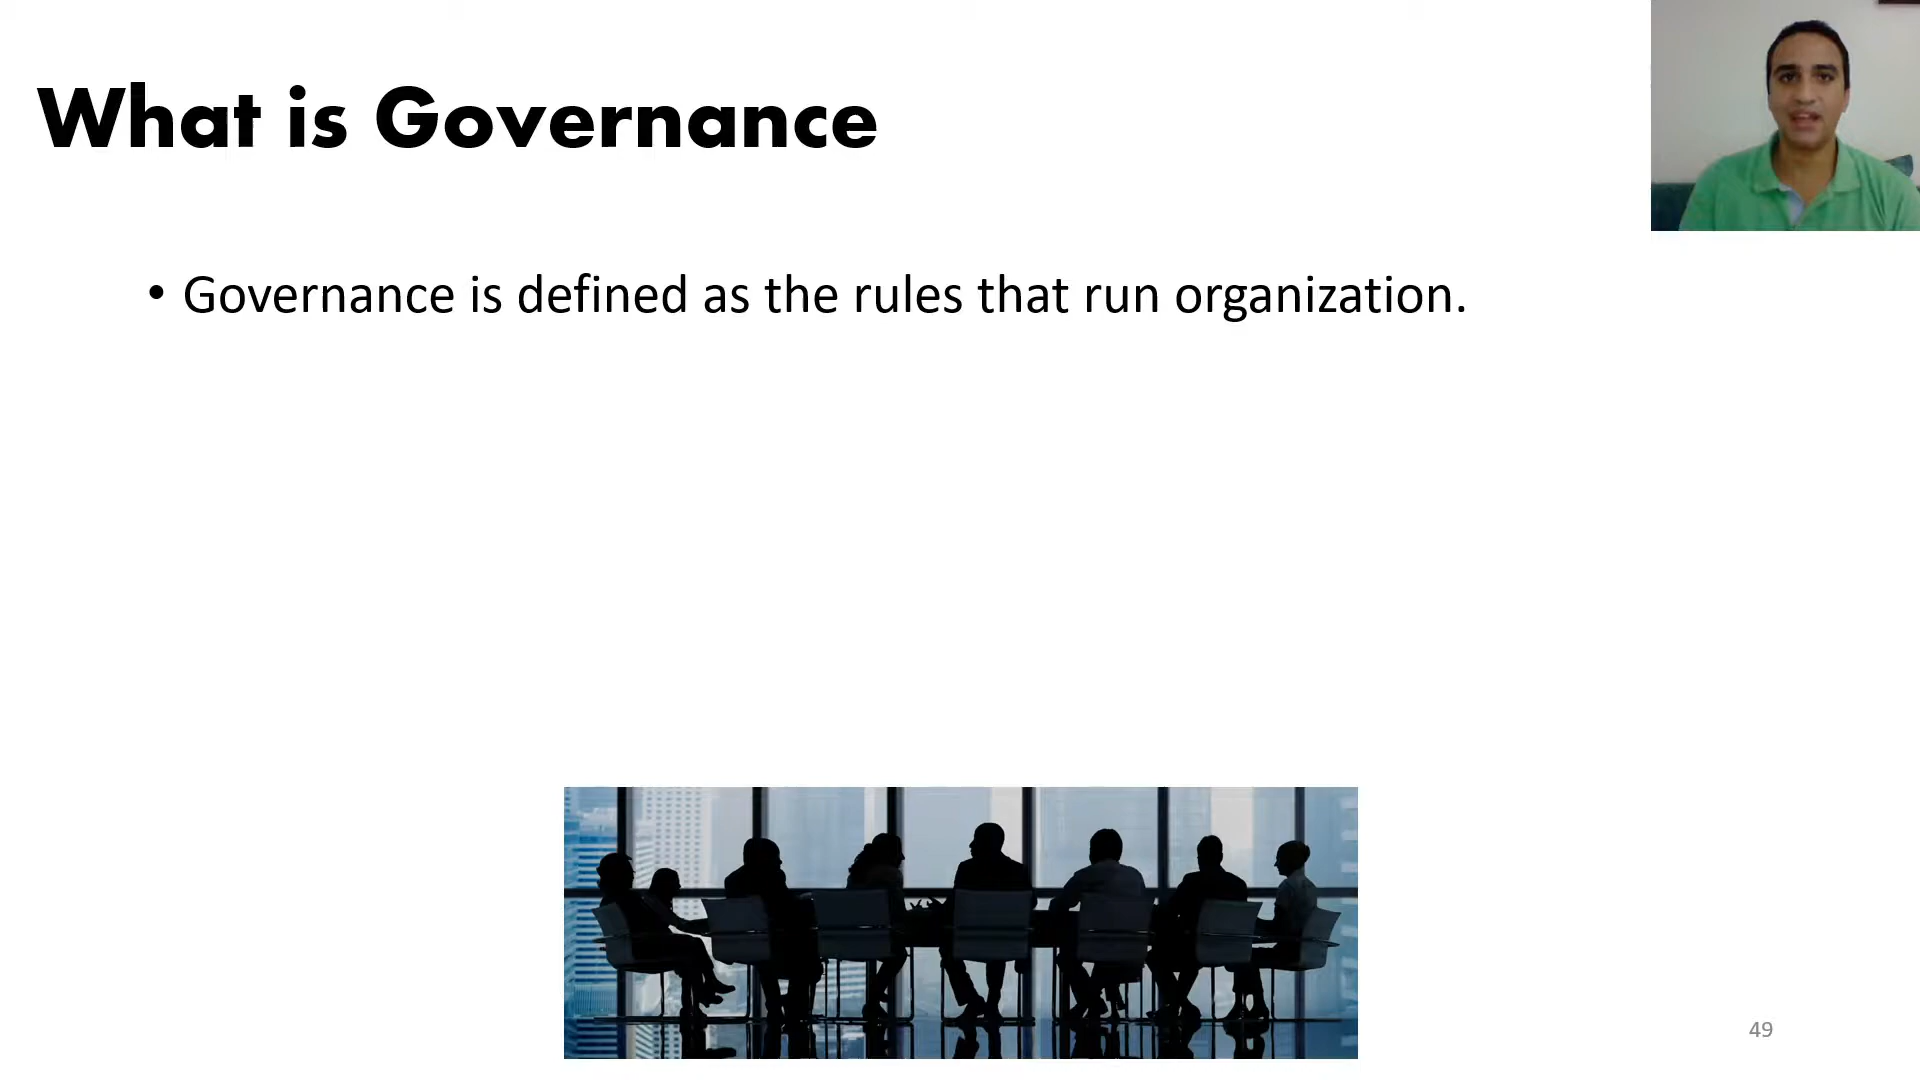 What is Governance
• Governance is defined as the rules that run organization.
49